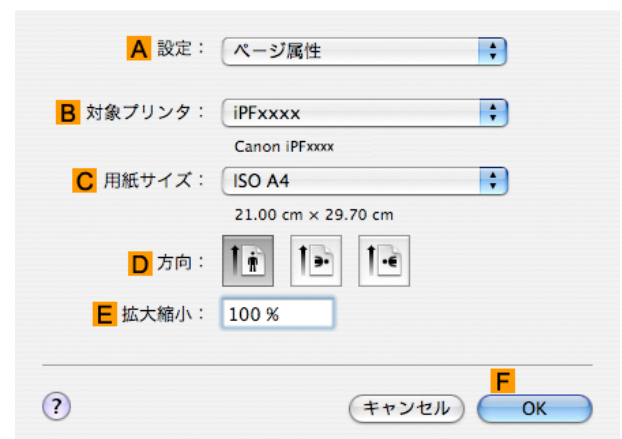 A 設定： ページ属性
B 対象プリンタ： iPFxxxx
Canon iPFxxxx
C 用紙サイズ： ISO A4
21.00 cm × 29.70 cm
D 方向：
E 拡大縮小： 100 %
F
? キャンセル OK